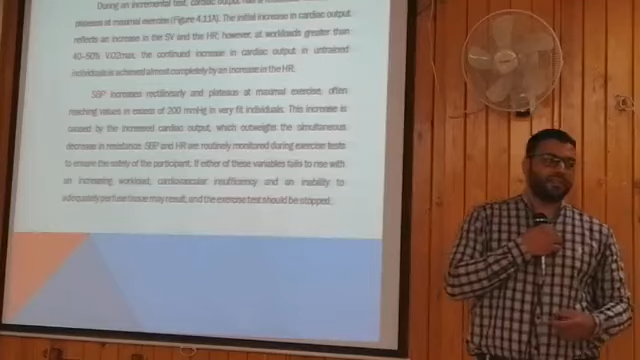 During an incremental test, cardiac output has a
plateaus at maximal exercise (Figure 4.11A). The initial increase in cardiac output
reflects an increase in the SV and the HR; however, at workloads greater than
40–50% V.O2max, the continued increase in cardiac output in untrained
individuals is achieved almost completely by an increase in the HR.
SBP increases rectilinearly and plateaus at maximal exercise, often
reaching values in excess of 200 mmHg in very fit individuals. This increase is
caused by the increased cardiac output, which outweighs the simultaneous
decrease in resistance. SBP and HR are routinely monitored during exercise tests
to ensure the safety of the participant. If either of these variables fails to rise with
an increasing workload, cardiovascular insufficiency and an inability to
adequately perfuse tissue may result, and the exercise test should be stopped.